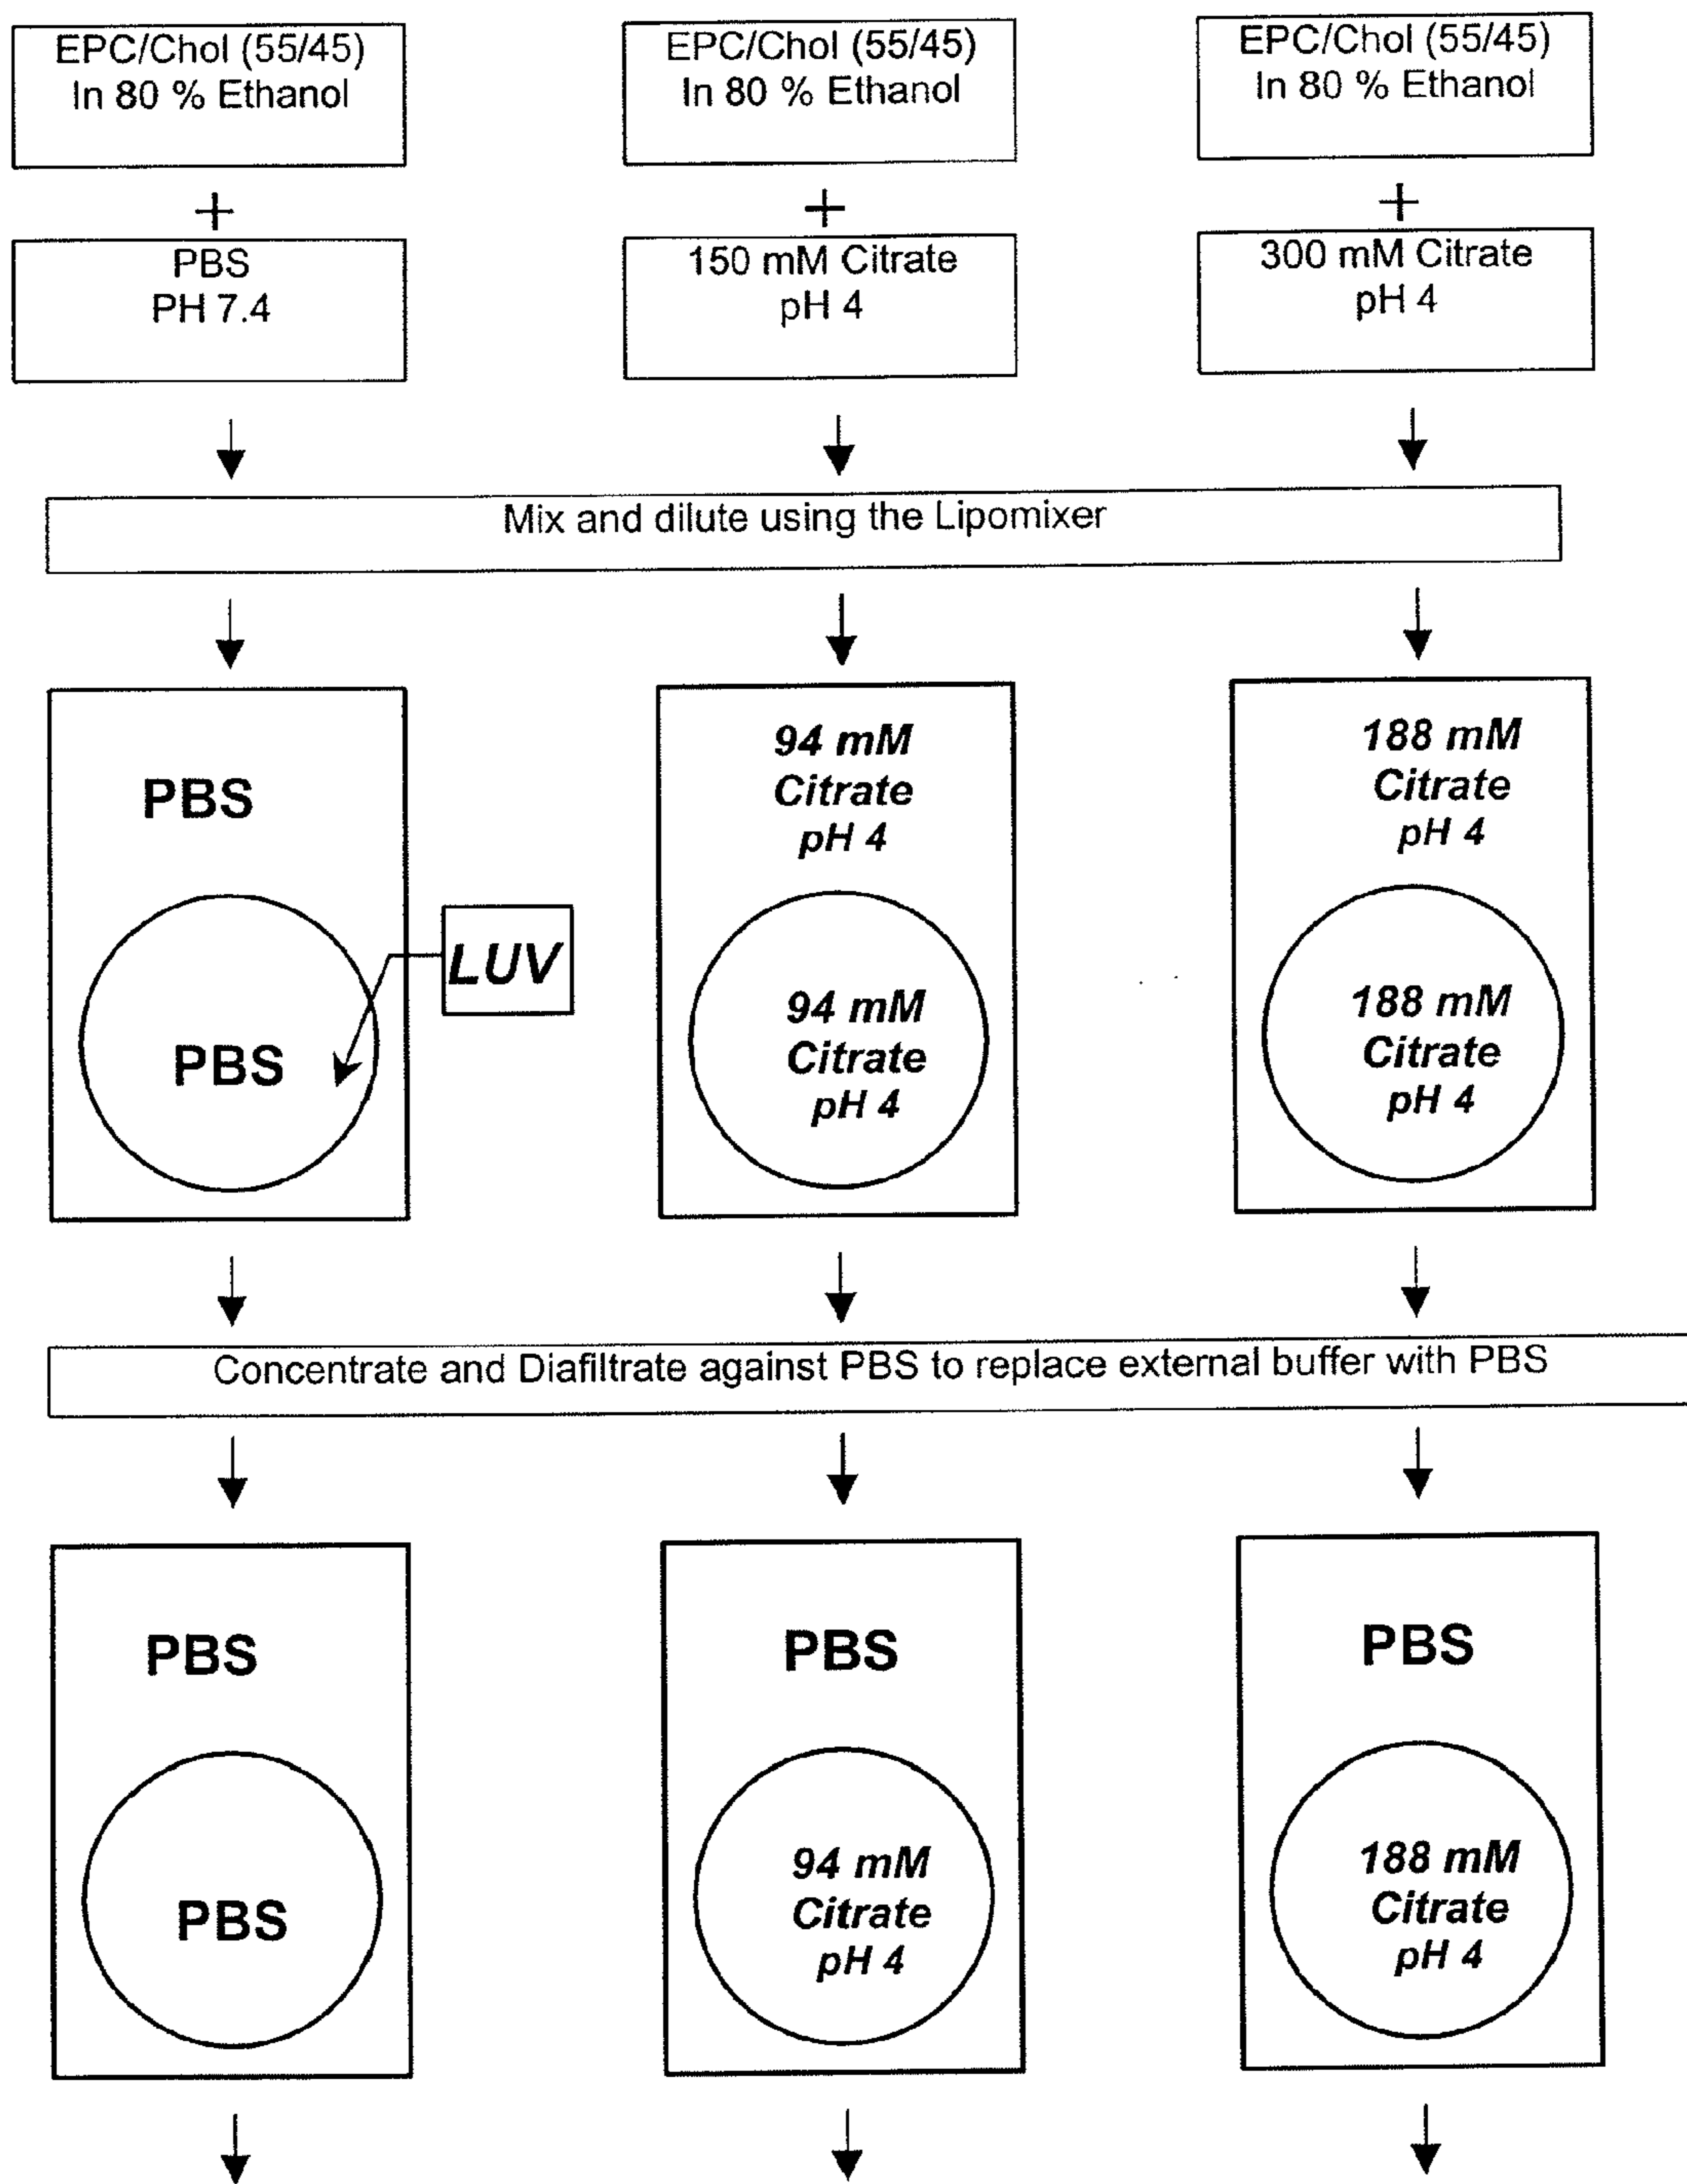 EPC/Chol (55/45)
In 80 % Ethanol
EPC/Chol (55/45)
In 80 % Ethanol
EPC/Chol (55/45)
In 80 % Ethanol
+
+
+
PBS
PH 7.4
150 mM Citrate
pH 4
300 mM Citrate
pH 4
Mix and dilute using the Lipomixer
PBS
94 mM
Citrate
pH 4
188 mM
Citrate
pH 4
LUV
PBS
94 mM
Citrate
pH 4
188 mM
Citrate
pH 4
Concentrate and Diafiltrate against PBS to replace external buffer with PBS
PBS
PBS
PBS
PBS
94 mM
Citrate
pH 4
188 mM
Citrate
pH 4